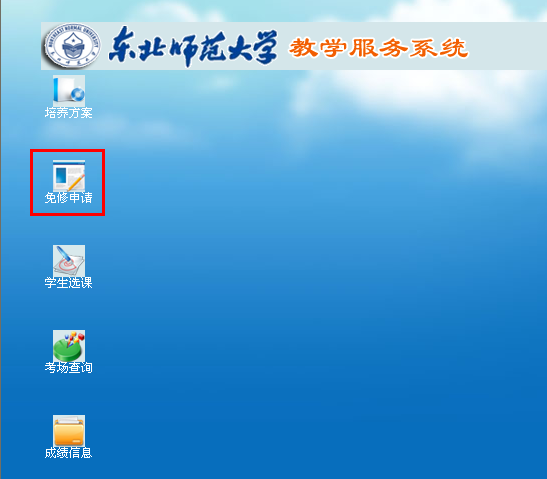 东北师范大学 教学服务系统
培养方案
免修申请
学生选课
考场查询
成绩信息